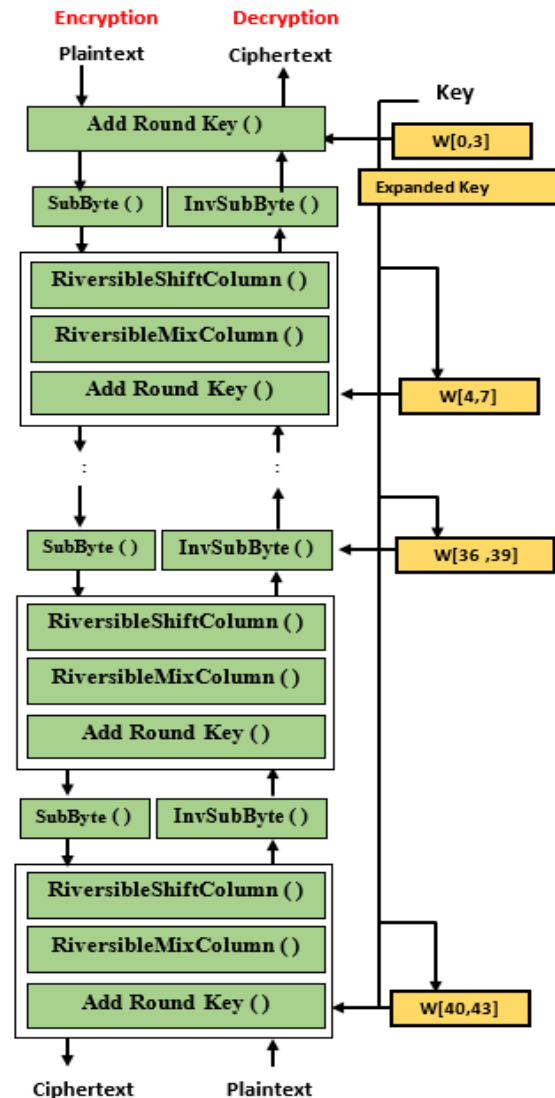 Encryption Decryption
Plaintext Ciphertext
Key
Add Round Key ( )
W[0,3]
Expanded Key
SubByte ( ) InvSubByte ( )
RiversibleShiftColumn ( )
RiversibleMixColumn ( )
Add Round Key ( )
W[4,7]
: :
SubByte ( ) InvSubByte ( )
W[36 ,39]
RiversibleShiftColumn ( )
RiversibleMixColumn ( )
Add Round Key ( )
SubByte ( ) InvSubByte ( )
RiversibleShiftColumn ( )
RiversibleMixColumn ( )
Add Round Key ( )
W[40,43]
Ciphertext Plaintext